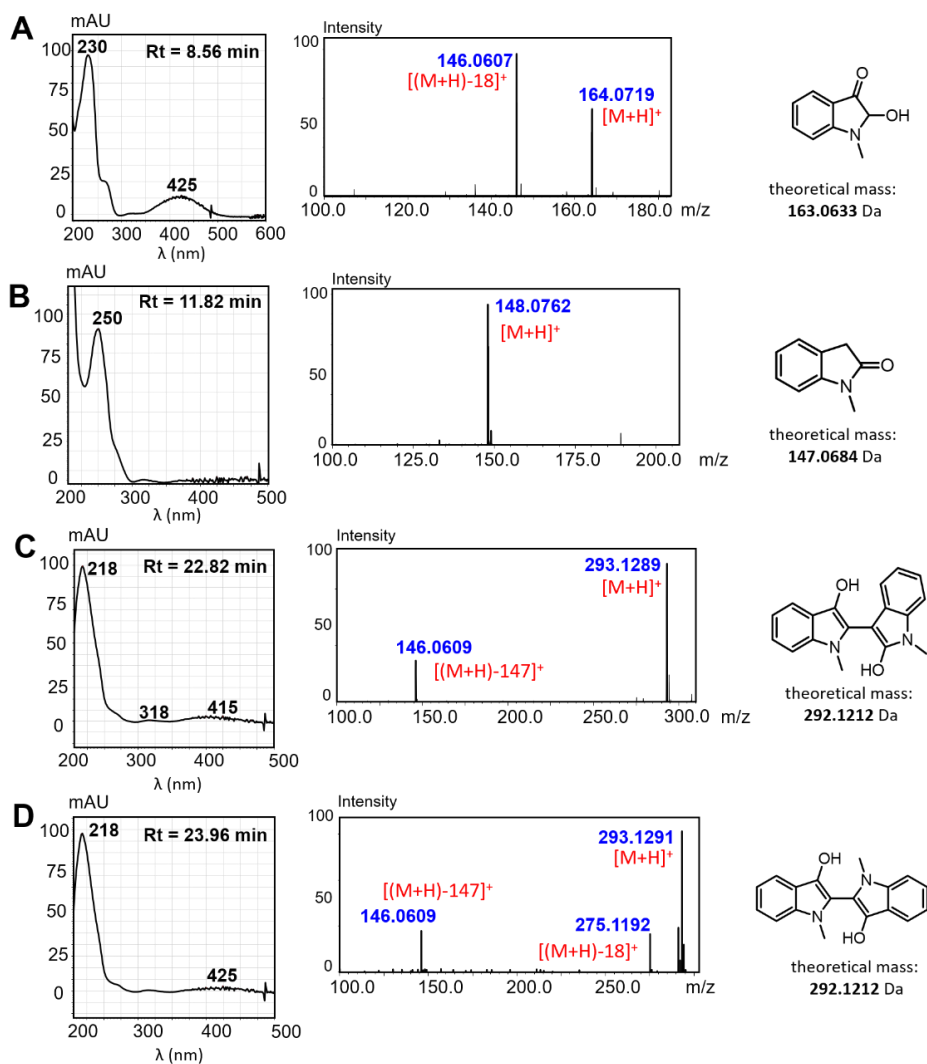 A
mAU
230
Rt = 8.56 min
100
75
50
25
0
425
200 300 400 500 600
λ (nm)
Intensity
100
50
0
146.0607
[(M+H)-18]⁺
164.0719
[M+H]⁺
100.0 120.0 140.0 160.0 180.0 m/z
O
OH
N
theoretical mass:
163.0633 Da
B
mAU
250
Rt = 11.82 min
100
75
50
25
0
200 300 400 500
λ (nm)
Intensity
100
50
0
148.0762
[M+H]⁺
100.0 125.0 150.0 175.0 200.0 m/z
O
N
theoretical mass:
147.0684 Da
C
mAU
218
Rt = 22.82 min
100
75
50
25
0
318 415
200 300 400 500
λ (nm)
Intensity
100
50
0
293.1289
[M+H]⁺
146.0609
[(M+H)-147]⁺
100.0 150.0 200.0 250.0 300.0 m/z
OH
N
N
HO
theoretical mass:
292.1212 Da
D
mAU
218
Rt = 23.96 min
100
75
50
25
0
425
200 300 400 500
λ (nm)
Intensity
100
50
0
293.1291
[M+H]⁺
[(M+H)-147]⁺
146.0609
275.1192
[(M+H)-18]⁺
100.0 150.0 200.0 250.0 m/z
OH
N
N
HO
theoretical mass:
292.1212 Da